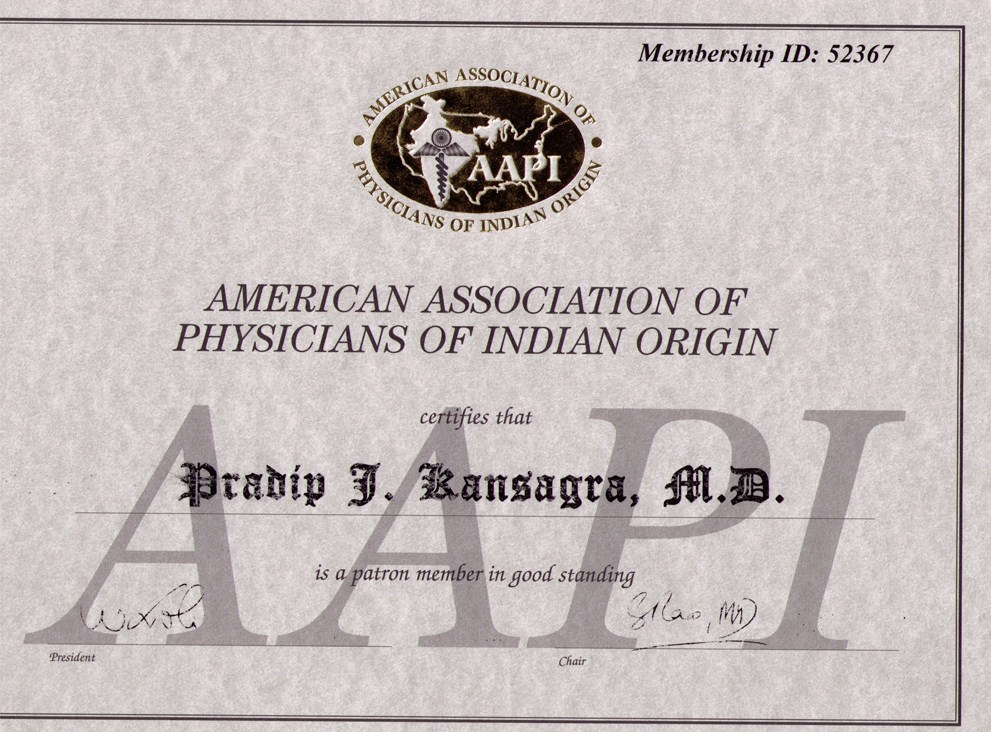 Membership ID: 52367
AMERICAN ASSOCIATION OF
PHYSICIANS OF INDIAN ORIGIN
AAPI
AMERICAN ASSOCIATION OF
PHYSICIANS OF INDIAN ORIGIN
certifies that
AAPI
Pradip J. Kansagra, M.D.
is a patron member in good standing
President
Chair